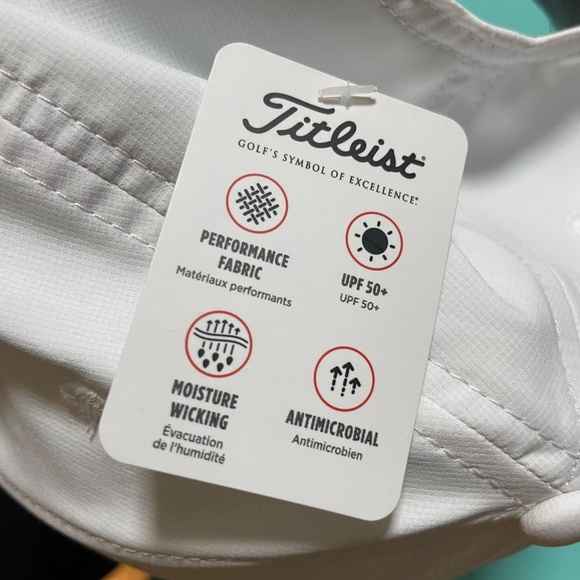 Titleist®
GOLF'S SYMBOL OF EXCELLENCE®
PERFORMANCE
FABRIC
Matériaux performants
UPF 50+
UPF 50+
MOISTURE
WICKING
Évacuation
de l'humidité
ANTIMICROBIAL
Antimicrobien